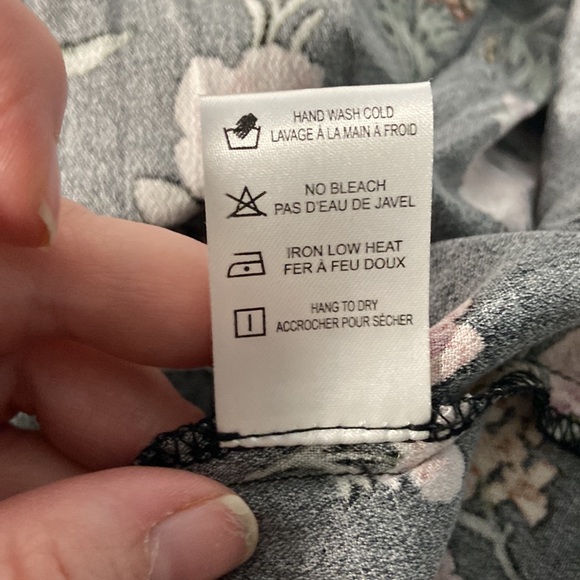 HAND WASH COLD
LAVAGE À LA MAIN A FROID
NO BLEACH
PAS D'EAU DE JAVEL
IRON LOW HEAT
FER À FEU DOUX
HANG TO DRY
ACCROCHER POUR SÉCHER